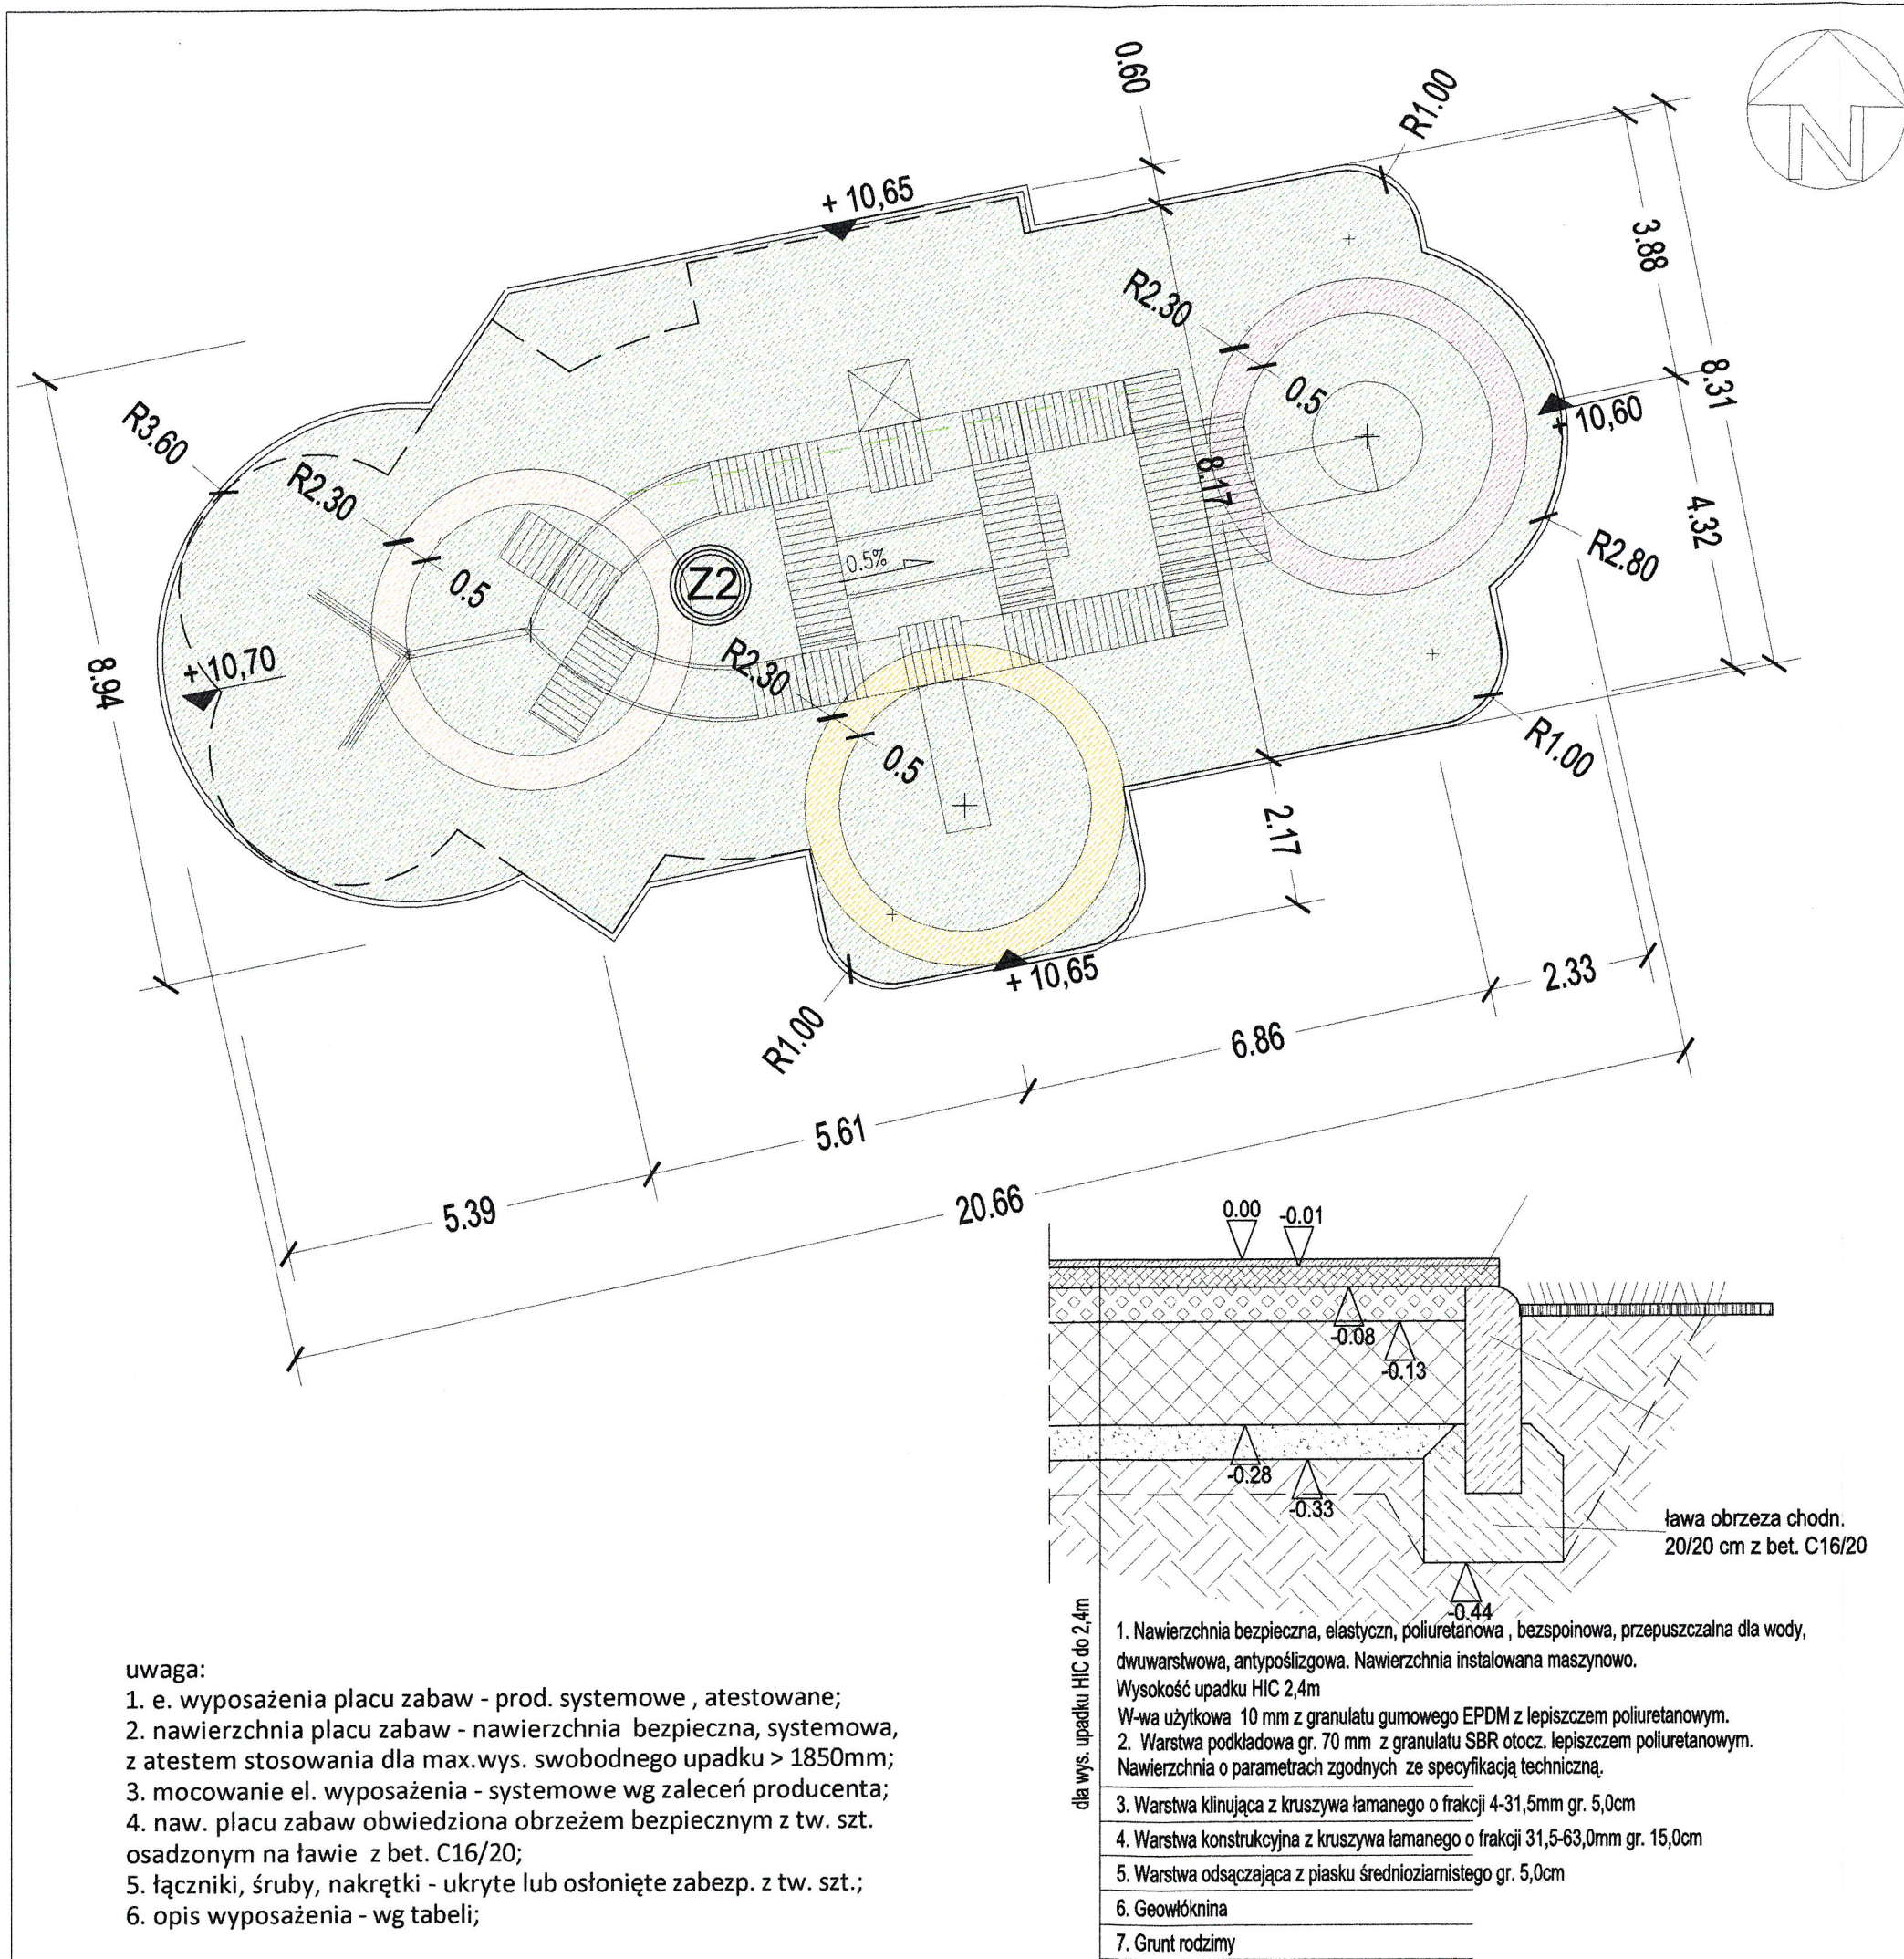 0.60
R1.00
N
+ 10,65
3.88
R2.30
8.31
0.5
+ 10,60
R3.60
8.17
R2.30
4.32
R2.80
0.5
0.5%
Z2
R2.30
+ 10,70
8.94
0.5
R1.00
2.17
+ 10,65
2.33
R1.00
6.86
5.61
5.39
20.66
0.00
-0.01
-0.08
-0.13
-0.28
-0.33
ława obrzeza chodn.
20/20 cm z bet. C16/20
-0.44
dla wys. upadku HIC do 2,4m
1. Nawierzchnia bezpieczna, elastyczn, poliuretanowa , bezspoinowa, przepuszczalna dla wody,
dwuwarstwowa, antypoślizgowa. Nawierzchnia instalowana maszynowo.
Wysokość upadku HIC 2,4m
W-wa użytkowa 10 mm z granulatu gumowego EPDM z lepiszczem poliuretanowym.
2. Warstwa podkładowa gr. 70 mm z granulatu SBR otocz. lepiszczem poliuretanowym.
Nawierzchnia o parametrach zgodnych ze specyfikacją techniczną.
3. Warstwa klinująca z kruszywa łamanego o frakcji 4-31,5mm gr. 5,0cm
4. Warstwa konstrukcyjna z kruszywa łamanego o frakcji 31,5-63,0mm gr. 15,0cm
5. Warstwa odsączająca z piasku średnioziarnistego gr. 5,0cm
6. Geowłóknina
7. Grunt rodzimy
uwaga:
1. e. wyposażenia placu zabaw - prod. systemowe , atestowane;
2. nawierzchnia placu zabaw - nawierzchnia bezpieczna, systemowa,
z atestem stosowania dla max.wys. swobodnego upadku > 1850mm;
3. mocowanie el. wyposażenia - systemowe wg zaleceń producenta;
4. naw. placu zabaw obwiedziona obrzeżem bezpiecznym z tw. szt.
osadzonym na ławie z bet. C16/20;
5. łączniki, śruby, nakrętki - ukryte lub osłonięte zabezp. z tw. szt.;
6. opis wyposażenia - wg tabeli;